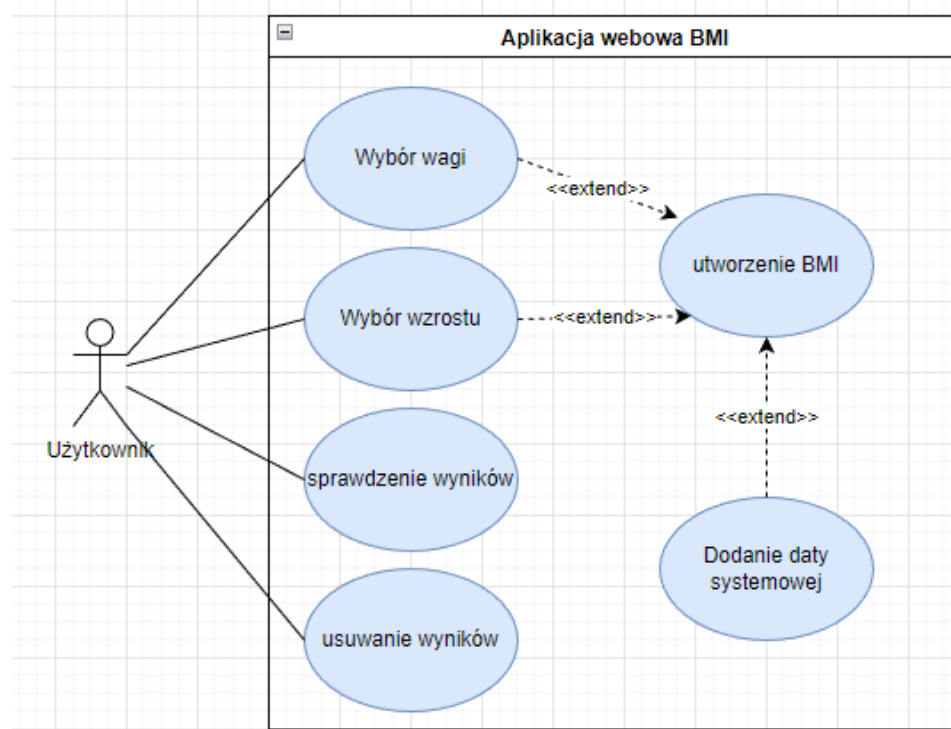 Aplikacja webowa BMI
Wybór wagi
<<extend>>
utworzenie BMI
Wybór wzrostu
<<extend>>
<<extend>>
Użytkownik
sprawdzenie wyników
Dodanie daty
systemowej
usuwanie wyników